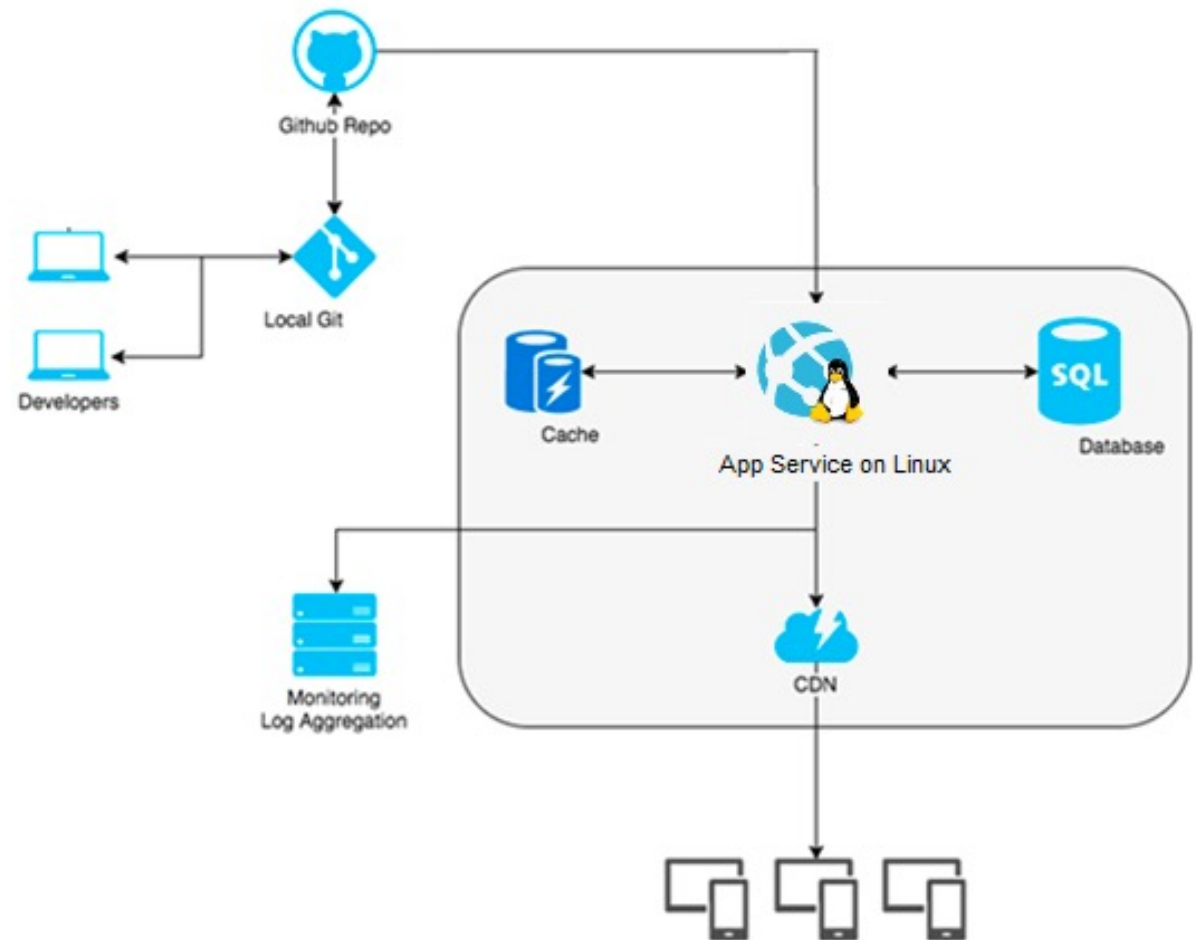 Github Repo
Local Git
Developers
Cache
SQL
Database
App Service on Linux
Monitoring
Log Aggregation
CDN